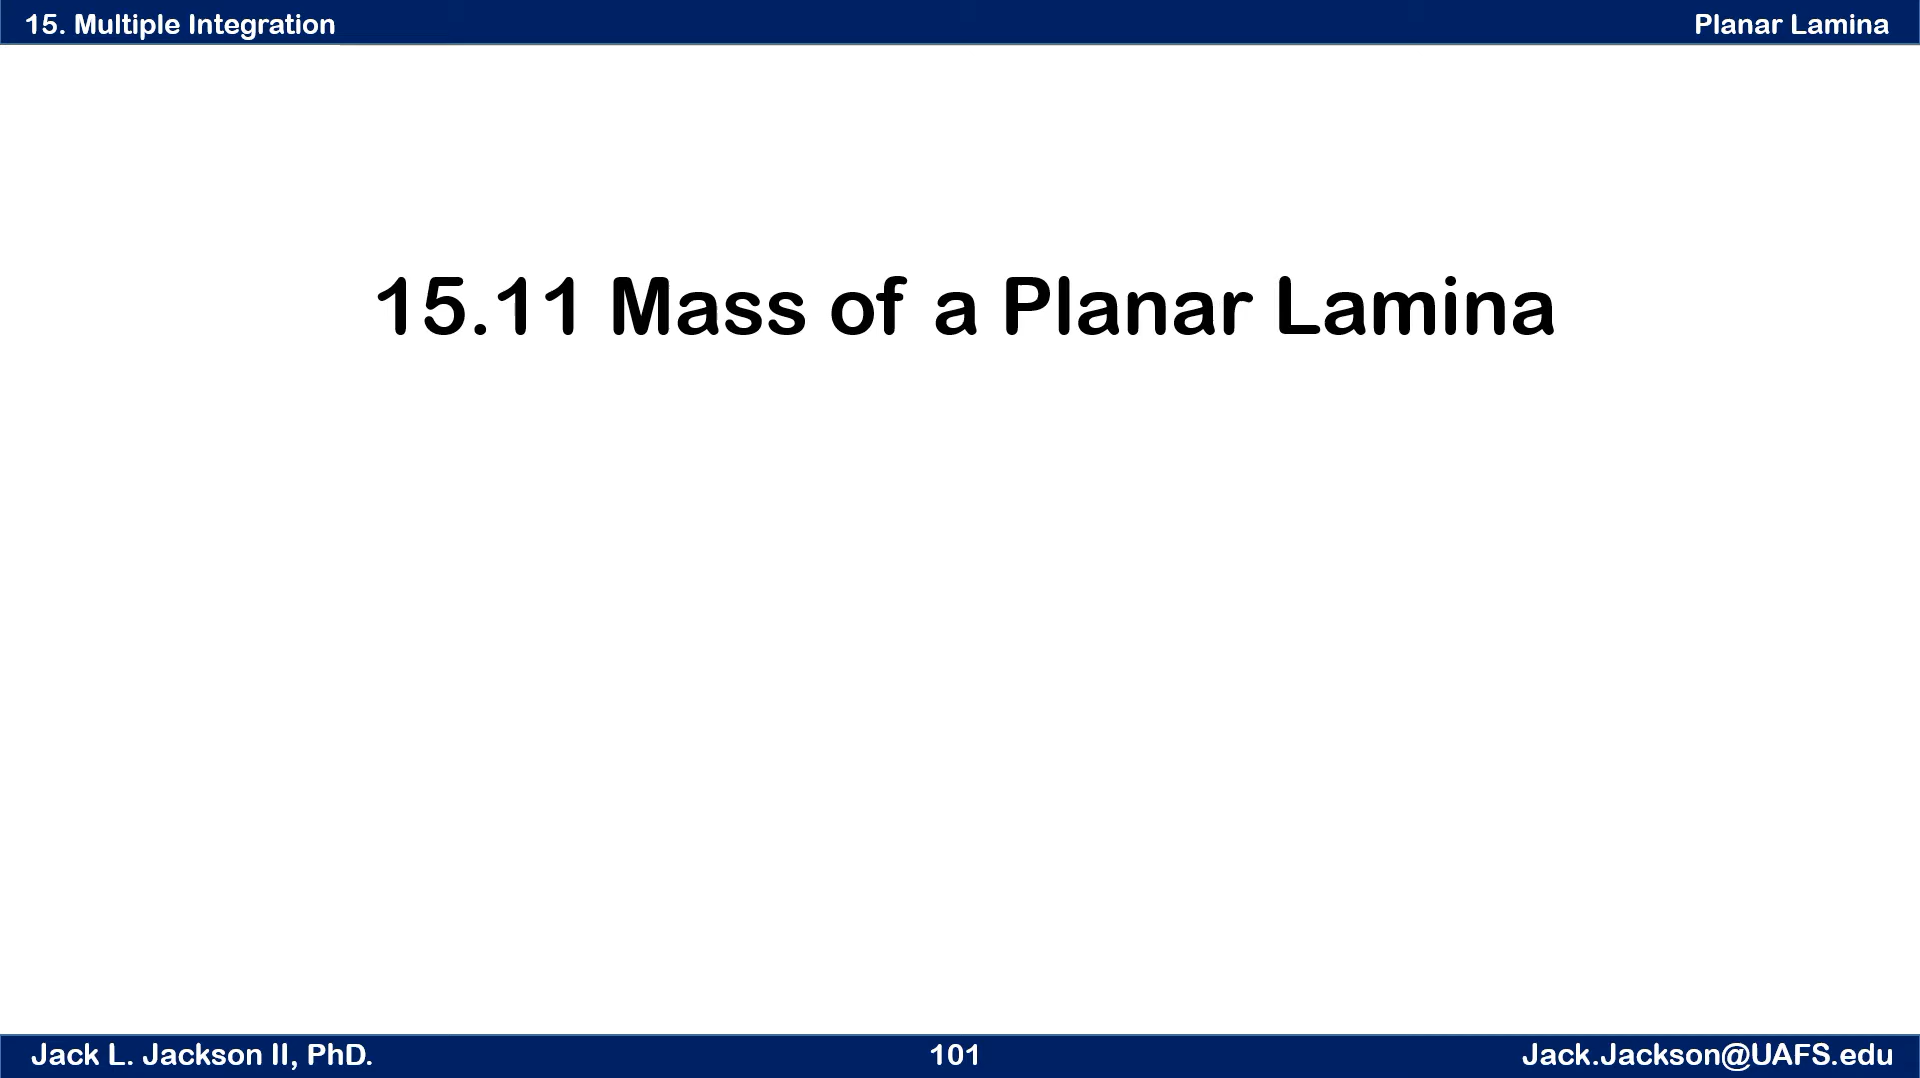 15. Multiple Integration
Planar Lamina
15.11 Mass of a Planar Lamina
Jack L. Jackson II, PhD.
101
Jack.Jackson@UAFS.edu